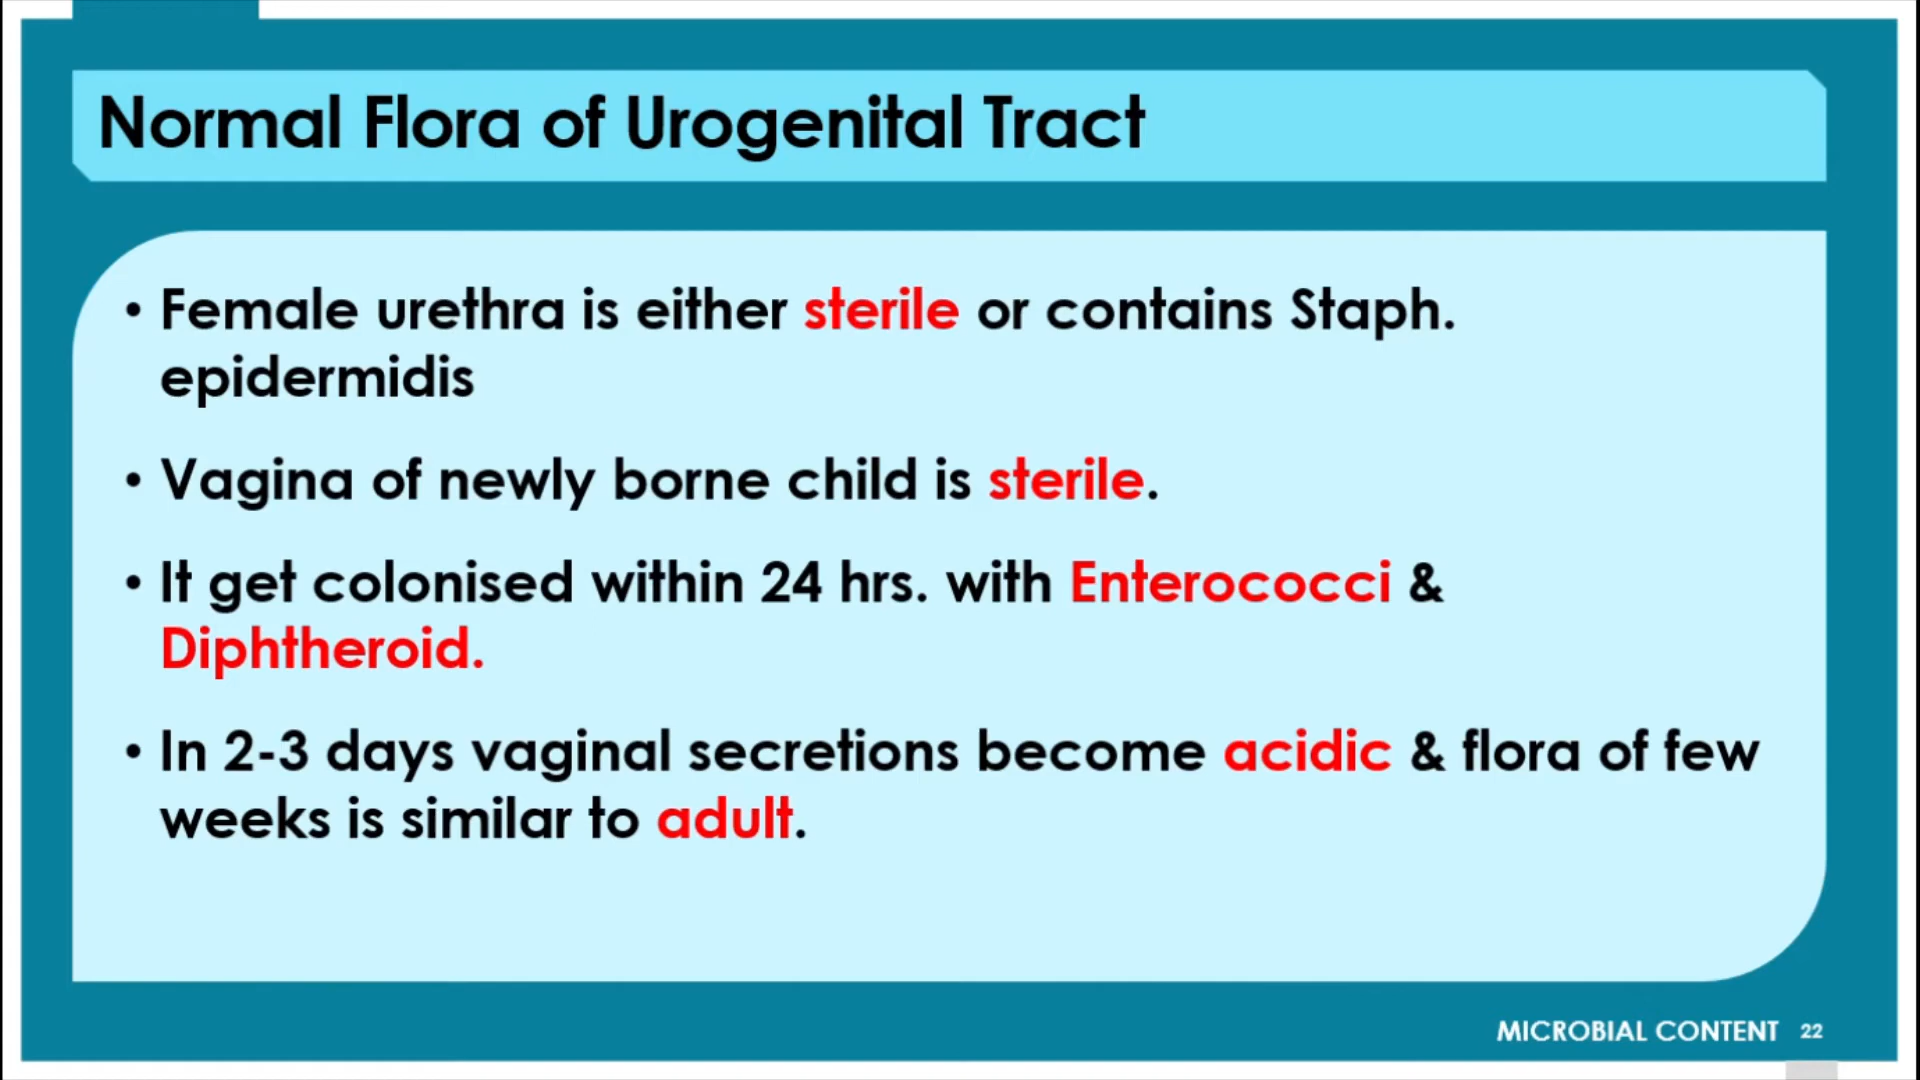 Normal Flora of Urogenital Tract
• Female urethra is either sterile or contains Staph.
epidermidis
• Vagina of newly borne child is sterile.
• It get colonised within 24 hrs. with Enterococci &
Diphtheroid.
• In 2-3 days vaginal secretions become acidic & flora of few
weeks is similar to adult.
MICROBIAL CONTENT 22